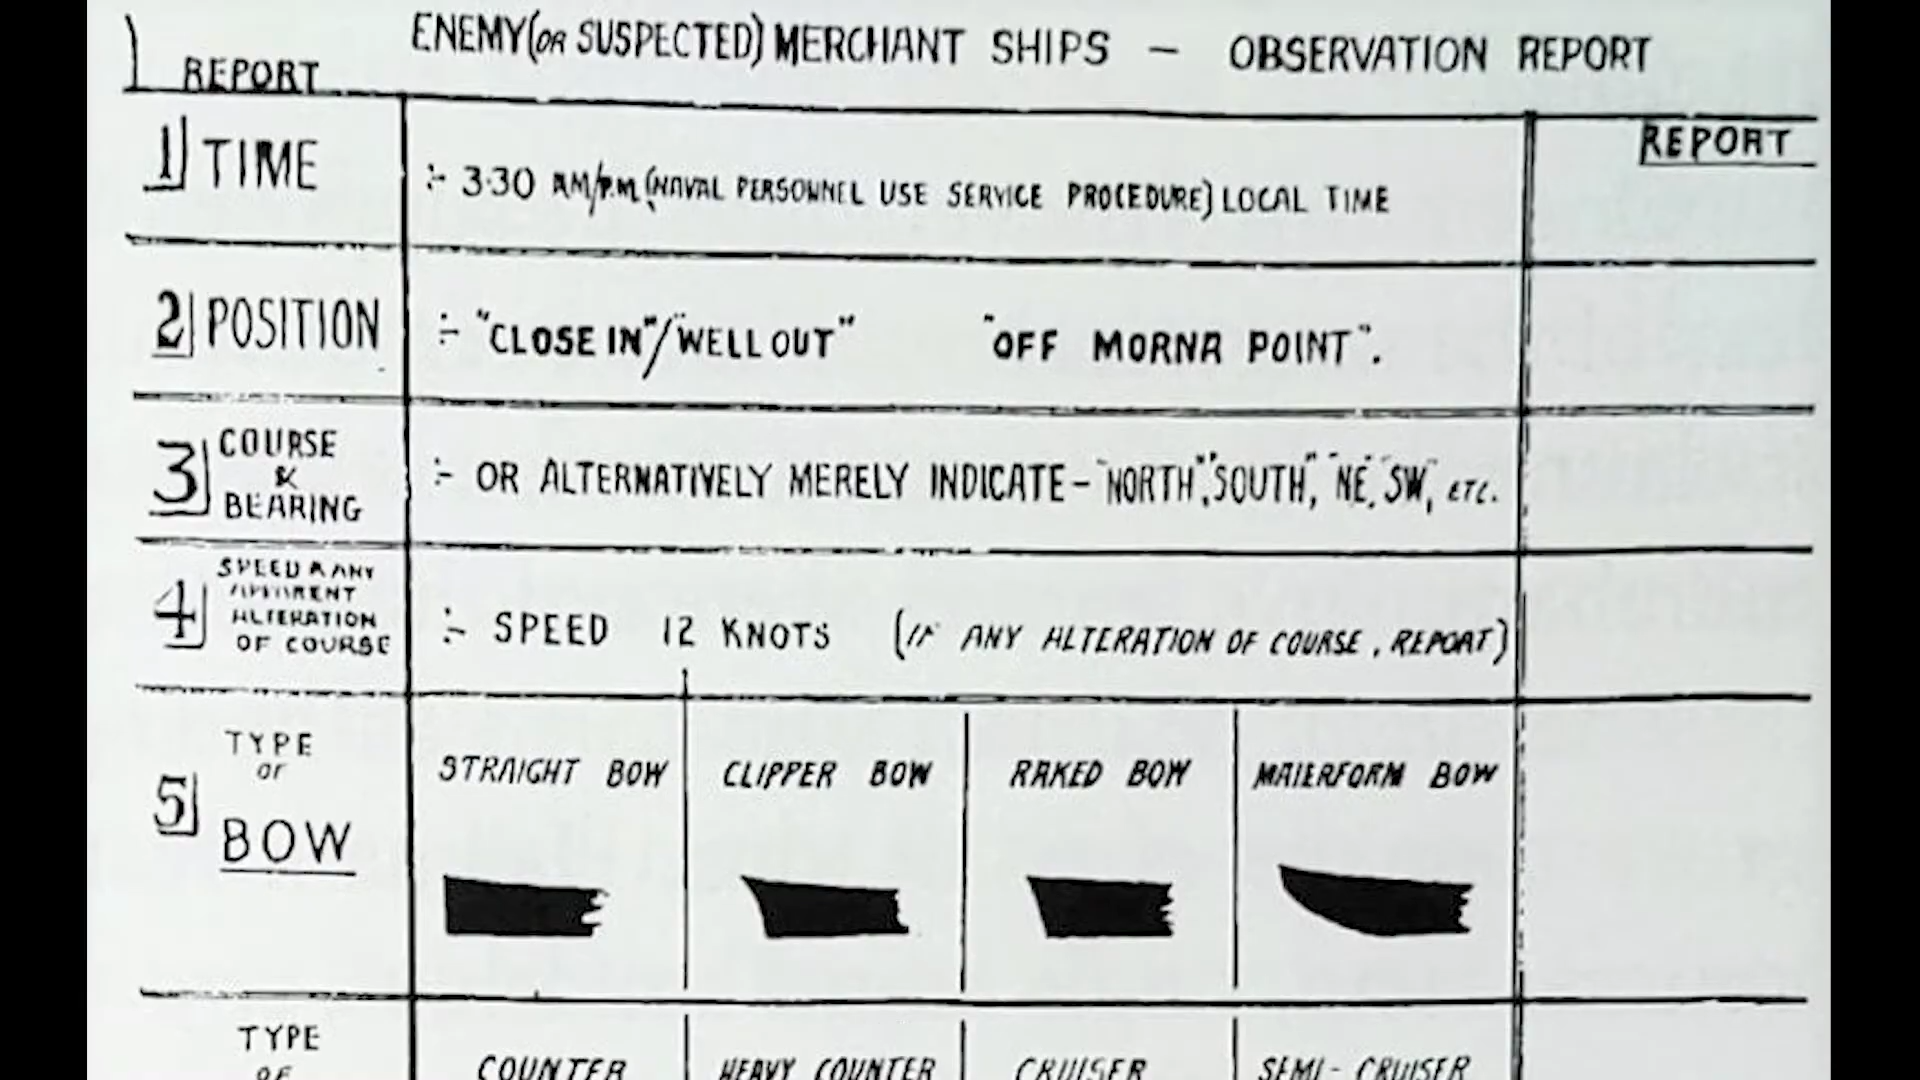 ENEMY (OR SUSPECTED) MERCHANT SHIPS - OBSERVATION REPORT
REPORT
REPORT
1 TIME
:- 3.30 AM/P.M. (NAVAL PERSONNEL USE SERVICE PROCEDURE) LOCAL TIME
2 POSITION
:- "CLOSE IN"/"WELL OUT" "OFF MORNA POINT".
3 COURSE
&
BEARING
:- OR ALTERNATIVELY MERELY INDICATE - "NORTH", "SOUTH", "NE", "SW", ETC.
4 SPEED & ANY
APPARENT
ALTERATION
OF COURSE
:- SPEED 12 KNOTS (IF ANY ALTERATION OF COURSE, REPORT)
5 TYPE
OF
BOW
STRAIGHT BOW
CLIPPER BOW
RAKED BOW
MAIERFORM BOW
TYPE
OF
COUNTER
HEAVY COUNTER
CRUISER
SEMI-CRUISER